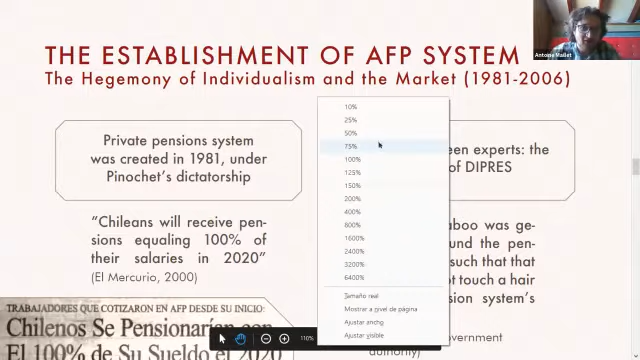 THE ESTABLISHMENT OF AFP SYSTEM
The Hegemony of Individualism and the Market (1981-2006)
Antoine Maillet
Private pensions system
was created in 1981, under
Pinochet's dictatorship
een experts: the
of DIPRES
"Chileans will receive pen-
sions equaling 100% of
their salaries in 2020"
(El Mercurio, 2000)
aboo was ge-
und the pen-
such that that
t touch a hair
sion system's
overnment
authority)
TRABAJADORES QUE COTIZARON EN AFP DESDE SU INICIO:
Chilenos Se Pensionarían con
El 100% de Su Sueldo el 2020
10%
25%
50%
75%
100%
125%
150%
200%
400%
800%
1600%
2400%
3200%
6400%
Tamaño real
Mostrar a nivel de página
Ajustar ancho
Ajustar visible
110%